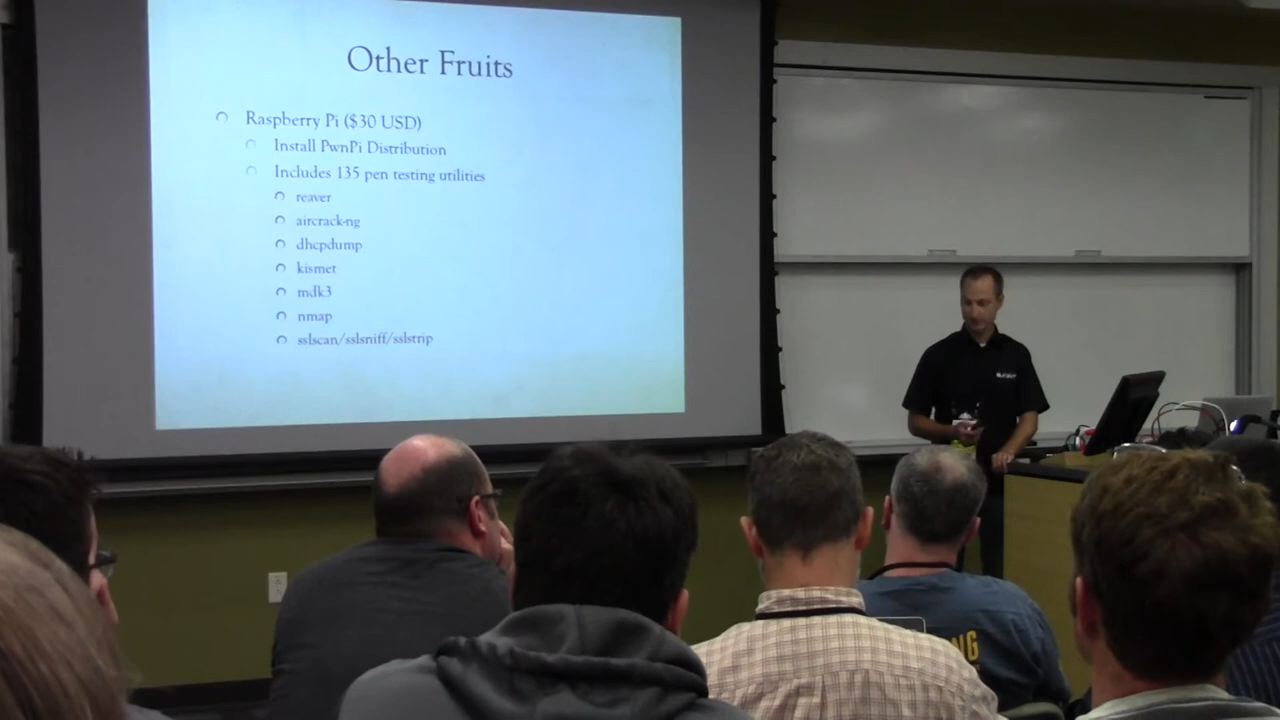 Other Fruits
Raspberry Pi ($30 USD)
Install PwnPi Distribution
Includes 135 pen testing utilities
reaver
aircrack-ng
dhcpdump
kismet
mdk3
nmap
sslscan/sslsniff/sslstrip
NG